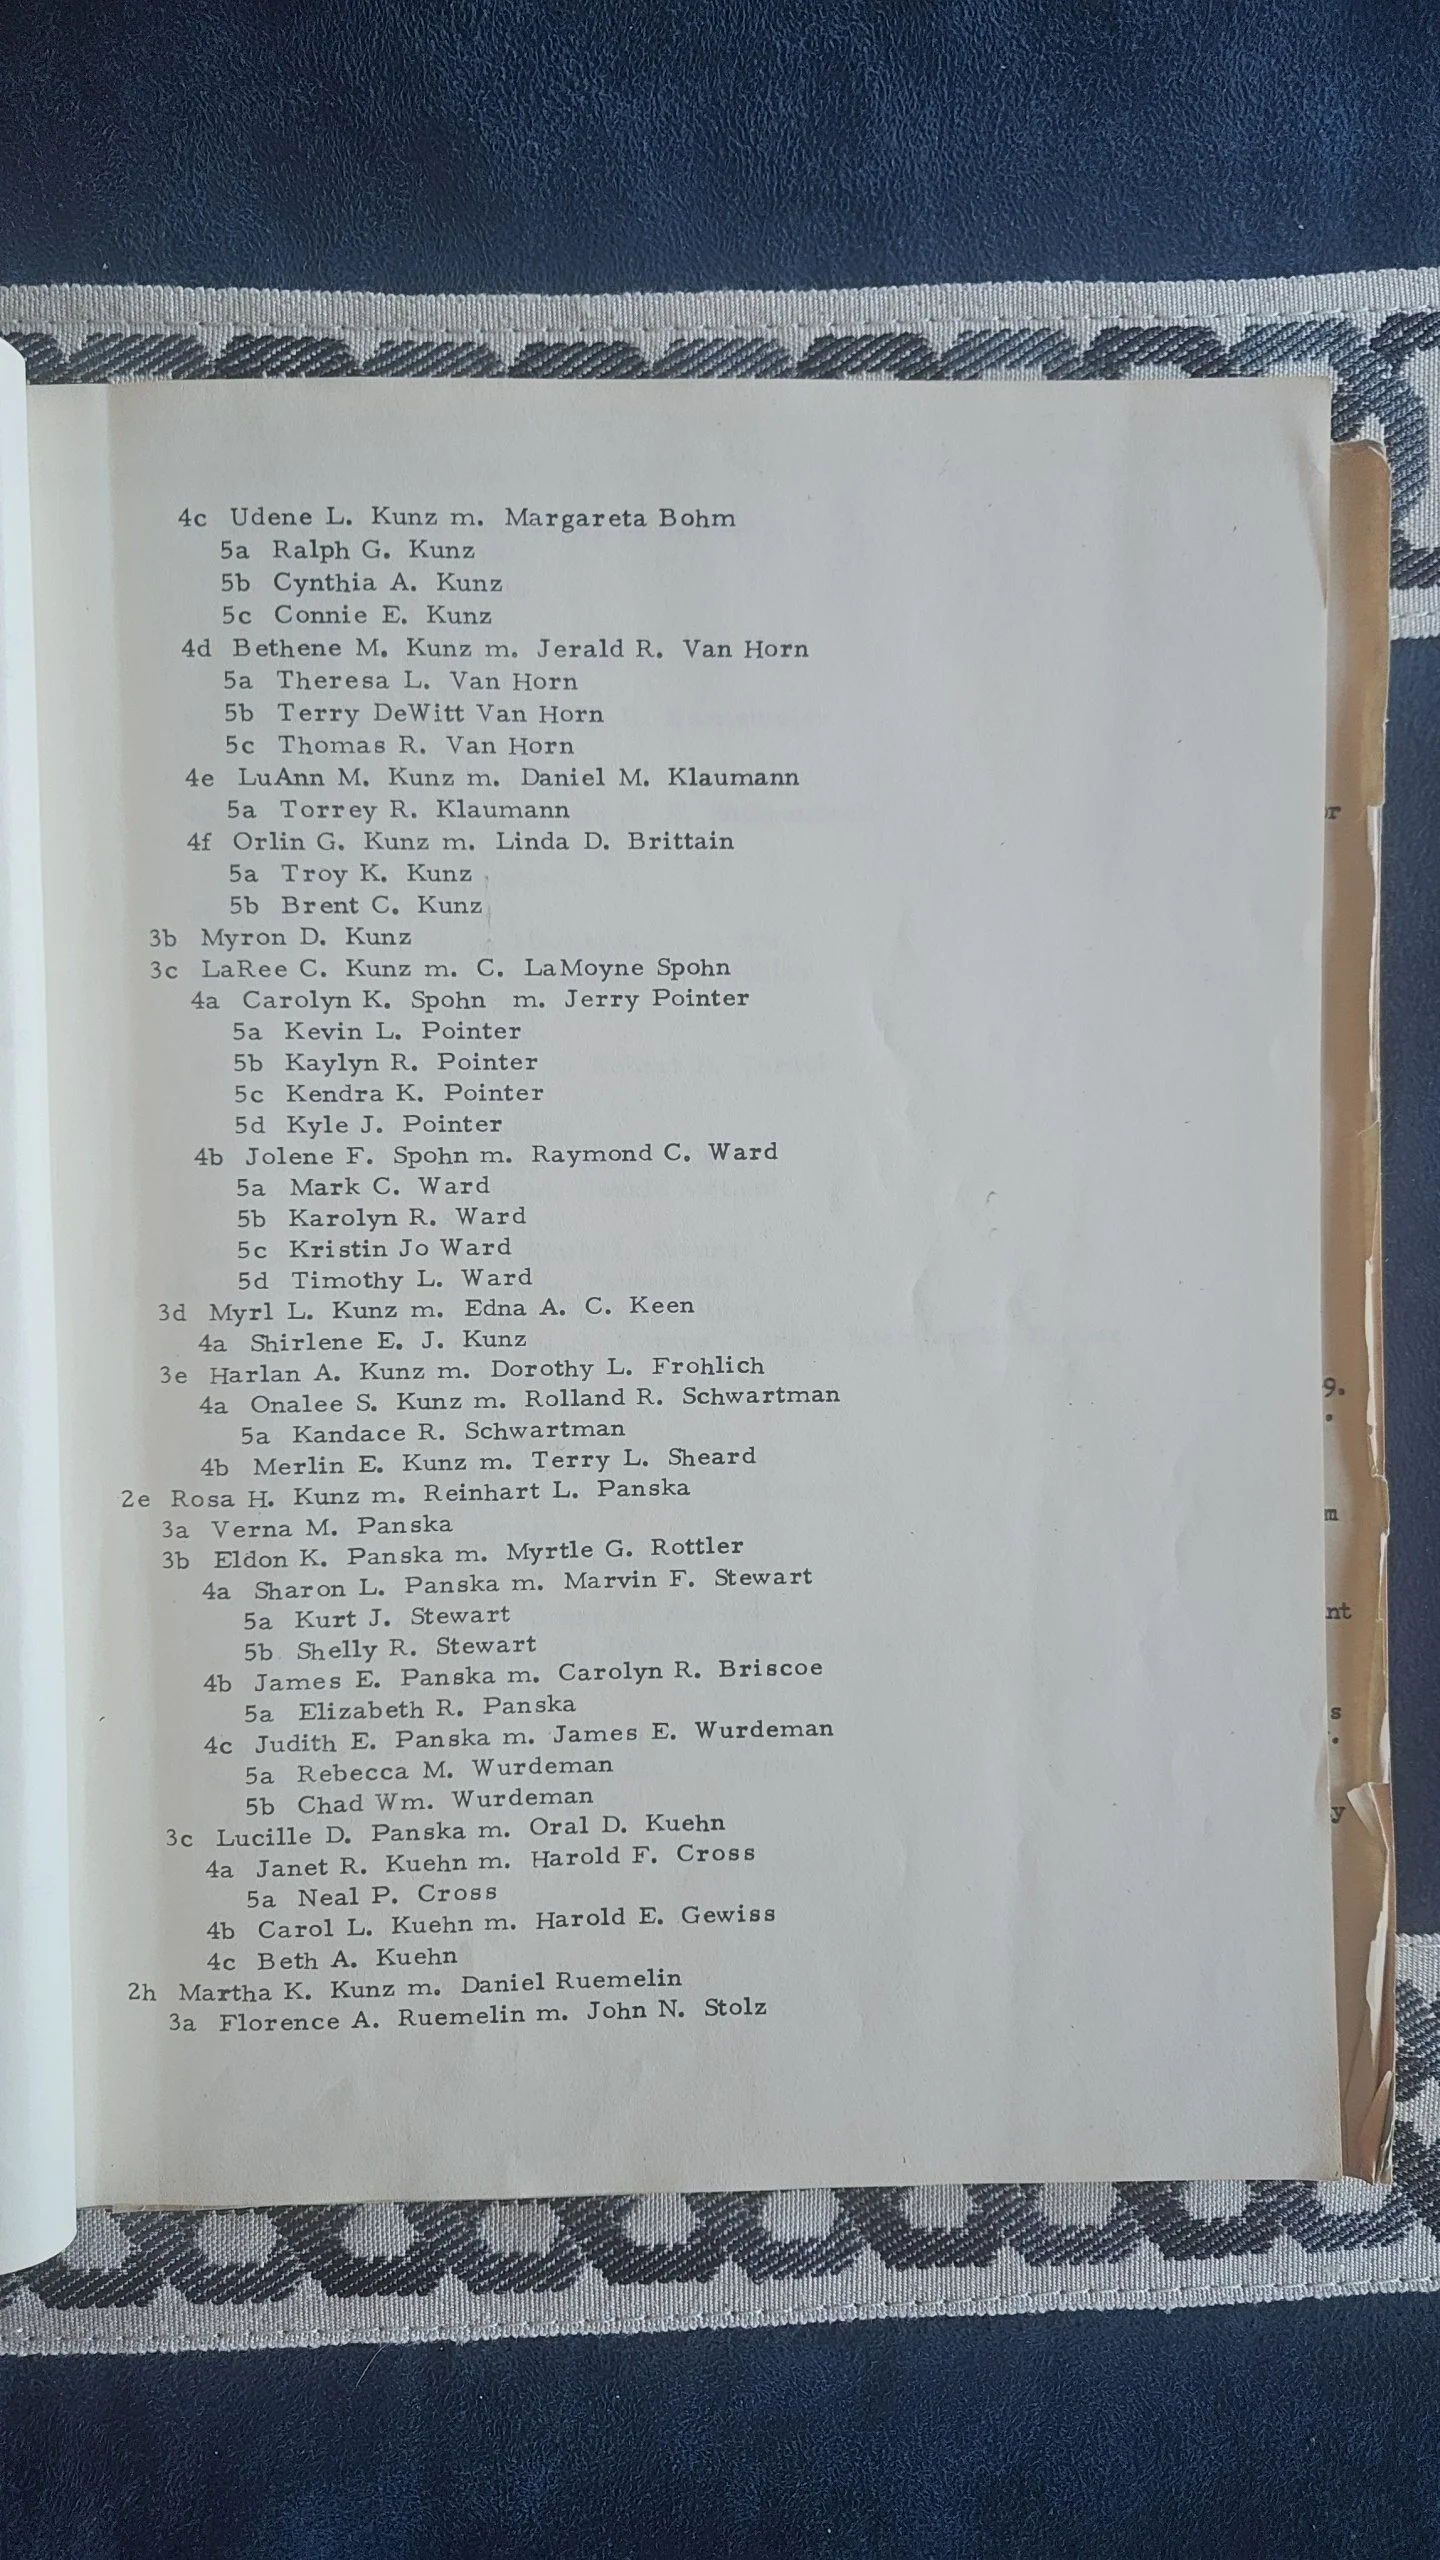 4c Udene L. Kunz m. Margareta Bohm
5a Ralph G. Kunz
5b Cynthia A. Kunz
5c Connie E. Kunz
4d Bethene M. Kunz m. Jerald R. Van Horn
5a Theresa L. Van Horn
5b Terry DeWitt Van Horn
5c Thomas R. Van Horn
4e LuAnn M. Kunz m. Daniel M. Klaumann
5a Torrey R. Klaumann
4f Orlin G. Kunz m. Linda D. Brittain
5a Troy K. Kunz
5b Brent C. Kunz
3b Myron D. Kunz
3c LaRee C. Kunz m. C. LaMoyne Spohn
4a Carolyn K. Spohn m. Jerry Pointer
5a Kevin L. Pointer
5b Kaylyn R. Pointer
5c Kendra K. Pointer
5d Kyle J. Pointer
4b Jolene F. Spohn m. Raymond C. Ward
5a Mark C. Ward
5b Karolyn R. Ward
5c Kristin Jo Ward
5d Timothy L. Ward
3d Myrl L. Kunz m. Edna A. C. Keen
4a Shirlene E. J. Kunz
3e Harlan A. Kunz m. Dorothy L. Frohlich
4a Onalee S. Kunz m. Rolland R. Schwartman
5a Kandace R. Schwartman
4b Merlin E. Kunz m. Terry L. Sheard
2e Rosa H. Kunz m. Reinhart L. Panska
3a Verna M. Panska
3b Eldon K. Panska m. Myrtle G. Rottler
4a Sharon L. Panska m. Marvin F. Stewart
5a Kurt J. Stewart
5b Shelly R. Stewart
4b James E. Panska m. Carolyn R. Briscoe
5a Elizabeth R. Panska
4c Judith E. Panska m. James E. Wurdeman
5a Rebecca M. Wurdeman
5b Chad Wm. Wurdeman
3c Lucille D. Panska m. Oral D. Kuehn
4a Janet R. Kuehn m. Harold F. Cross
5a Neal P. Cross
4b Carol L. Kuehn m. Harold E. Gewiss
4c Beth A. Kuehn
2h Martha K. Kunz m. Daniel Ruemelin
3a Florence A. Ruemelin m. John N. Stolz